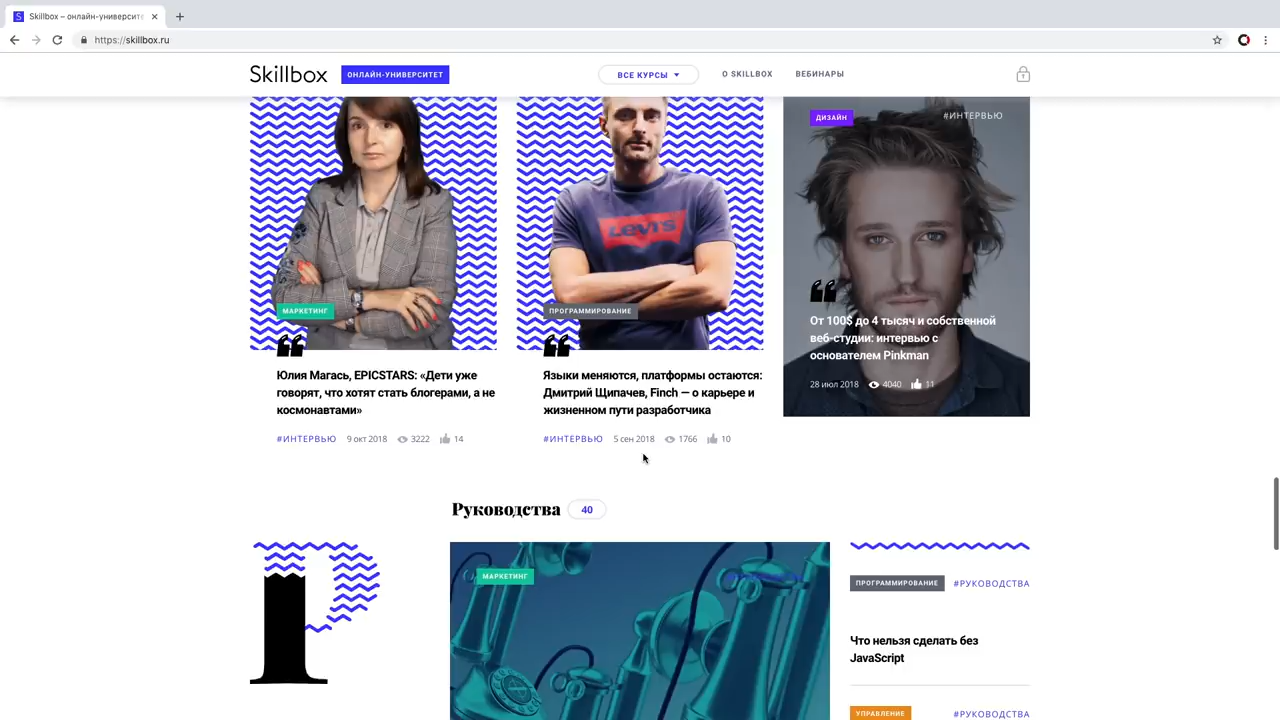 Skillbox – онлайн-университе
https://skillbox.ru
Skillbox
ОНЛАЙН-УНИВЕРСИТЕТ
ВСЕ КУРСЫ
О SKILLBOX
ВЕБИНАРЫ
LEVI'S
МАРКЕТИНГ
Юлия Магась, EPICSTARS: «Дети уже
говорят, что хотят стать блогерами, а не
космонавтами»
#ИНТЕРВЬЮ 9 окт 2018 3222 14
ПРОГРАММИРОВАНИЕ
Языки меняются, платформы остаются:
Дмитрий Щипачев, Finch — о карьере и
жизненном пути разработчика
#ИНТЕРВЬЮ 5 сен 2018 1766 10
ДИЗАЙН
#ИНТЕРВЬЮ
От 100$ до 4 тысяч и собственной
веб-студии: интервью с
основателем Pinkman
28 июл 2018 4040 11
Руководства 40
Р
МАРКЕТИНГ
ПРОГРАММИРОВАНИЕ #РУКОВОДСТВА
Что нельзя сделать без
JavaScript
УПРАВЛЕНИЕ #РУКОВОДСТВА